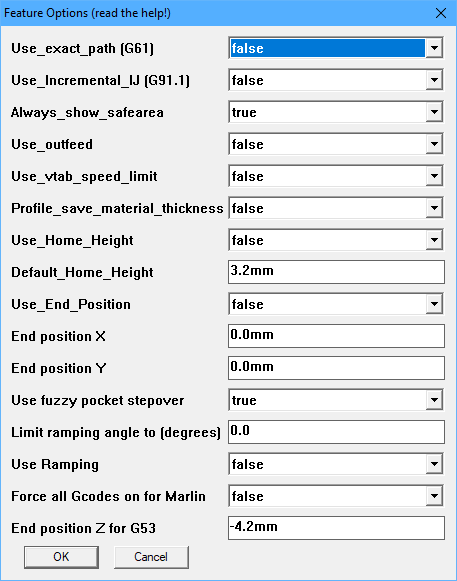 Feature Options (read the help!)
Use_exact_path (G61) false
Use_Incremental_IJ (G91.1) false
Always_show_safearea true
Use_outfeed false
Use_vtab_speed_limit false
Profile_save_material_thickness false
Use_Home_Height false
Default_Home_Height 3.2mm
Use_End_Position false
End position X 0.0mm
End position Y 0.0mm
Use fuzzy pocket stepover true
Limit ramping angle to (degrees) 0.0
Use Ramping false
Force all Gcodes on for Marlin false
End position Z for G53 -4.2mm
OK Cancel